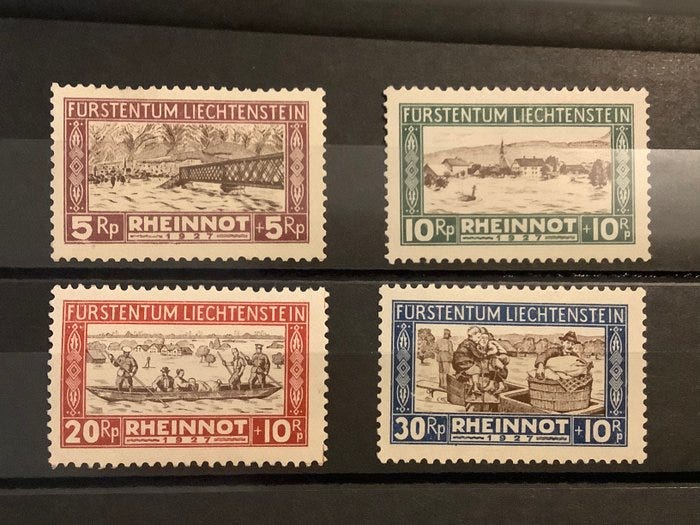 FÜRSTENTUM LIECHTENSTEIN
5 Rp RHEINNOT +5 Rp
1927
FÜRSTENTUM LIECHTENSTEIN
10 Rp RHEINNOT +10 Rp
1927
FÜRSTENTUM LIECHTENSTEIN
20 Rp RHEINNOT +10 Rp
1927
FÜRSTENTUM LIECHTENSTEIN
30 Rp RHEINNOT +10 Rp
1927